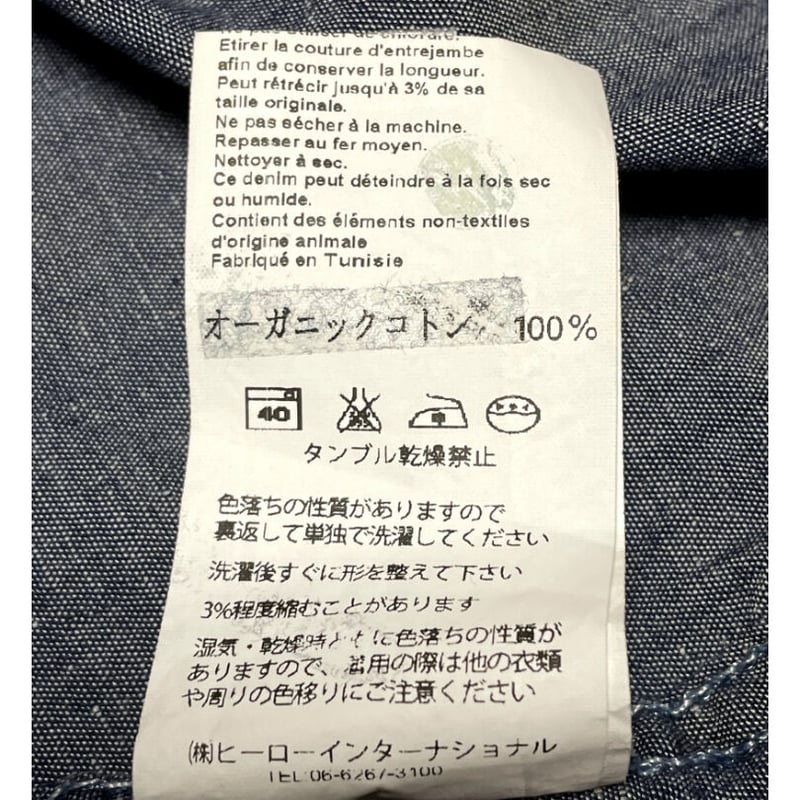 pas utiliser de chlorure.
Etirer la couture d'entrejambe
afin de conserver la longueur.
Peut rétrécir jusqu'à 3% de sa
taille originale.
Ne pas sécher à la machine.
Repasser au fer moyen.
Nettoyer à sec.
Ce denim peut déteindre à la fois sec
ou humide.
Contient des éléments non-textiles
d'origine animale
Fabriqué en Tunisie
オーガニックコトン 100%
40 中
タンブル乾燥禁止
色落ちの性質がありますので
裏返して単独で洗濯してください
洗濯後すぐに形を整えて下さい
3%程度縮むことがあります
湿気・乾燥時ともに色落ちの性質が
ありますので、着用の際は他の衣類
や周りの色移りにご注意ください
(株)ヒーローインターナショナル
TEL:06-6267-3100